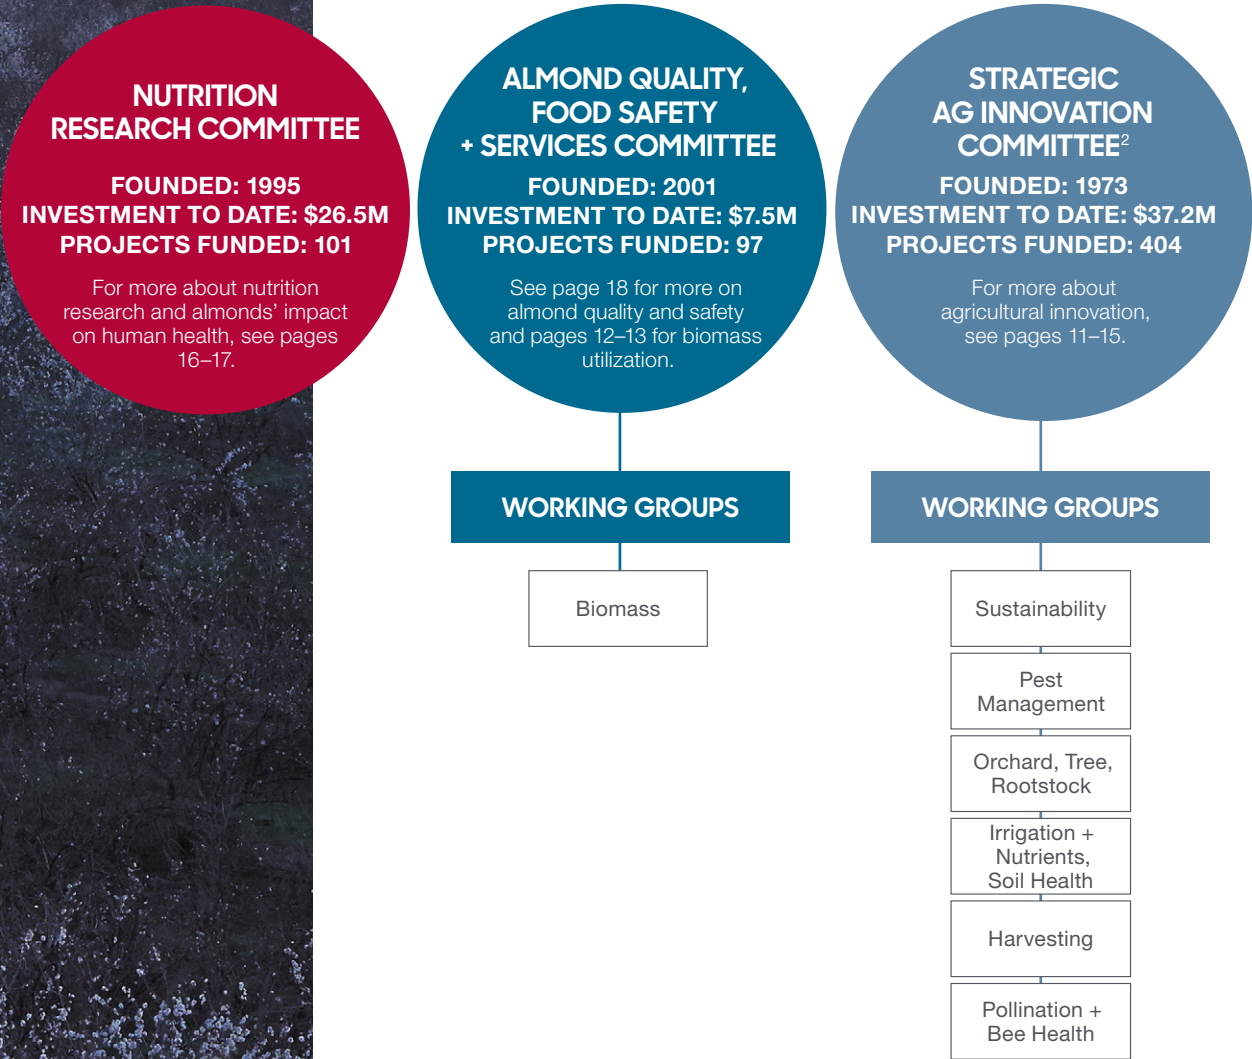 NUTRITION
RESEARCH COMMITTEE
FOUNDED: 1995
INVESTMENT TO DATE: $26.5M
PROJECTS FUNDED: 101
For more about nutrition
research and almonds’ impact
on human health, see pages
16–17.
ALMOND QUALITY,
FOOD SAFETY
+ SERVICES COMMITTEE
FOUNDED: 2001
INVESTMENT TO DATE: $7.5M
PROJECTS FUNDED: 97
See page 18 for more on
almond quality and safety
and pages 12–13 for biomass
utilization.
WORKING GROUPS
Biomass
STRATEGIC
AG INNOVATION
COMMITTEE²
FOUNDED: 1973
INVESTMENT TO DATE: $37.2M
PROJECTS FUNDED: 404
For more about
agricultural innovation,
see pages 11–15.
WORKING GROUPS
Sustainability
Pest
Management
Orchard, Tree,
Rootstock
Irrigation +
Nutrients,
Soil Health
Harvesting
Pollination +
Bee Health